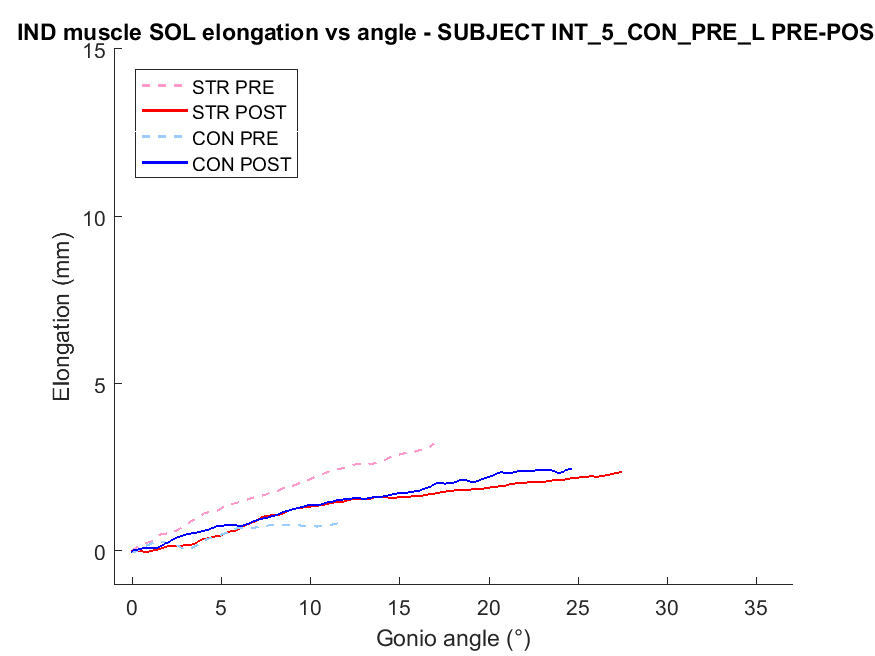 IND muscle SOL elongation vs angle - SUBJECT INT_5_CON_PRE_L PRE-POS
15
STR PRE
STR POST
CON PRE
CON POST
10
Elongation (mm)
5
0
0 5 10 15 20 25 30 35
Gonio angle (°)